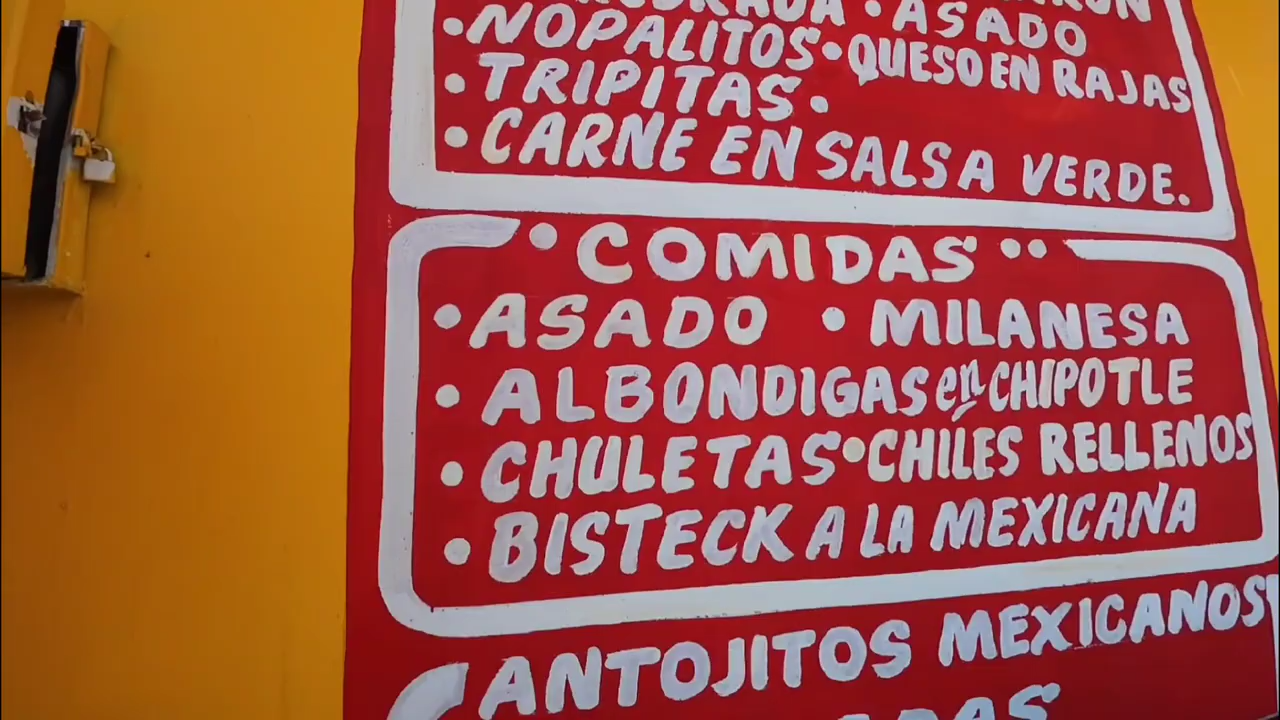 • ASADO
• NOPALITOS • QUESO EN RAJAS
• TRIPITAS •
• CARNE EN SALSA VERDE.
• COMIDAS ••
• ASADO • MILANESA
• ALBONDIGAS en CHIPOTLE
• CHULETAS • CHILES RELLENOS
• BISTECK A LA MEXICANA
ANTOJITOS MEXICANOS